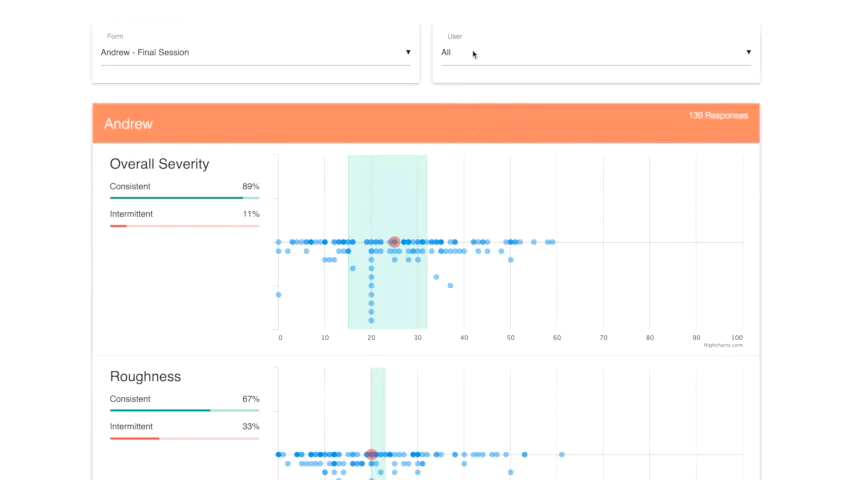 Form
User
Andrew - Final Session
All
Andrew
139 Responses
Overall Severity
Consistent 89%
Intermittent 11%
0 10 20 30 40 50 60 70 80 90 100
Highcharts.com
Roughness
Consistent 67%
Intermittent 33%